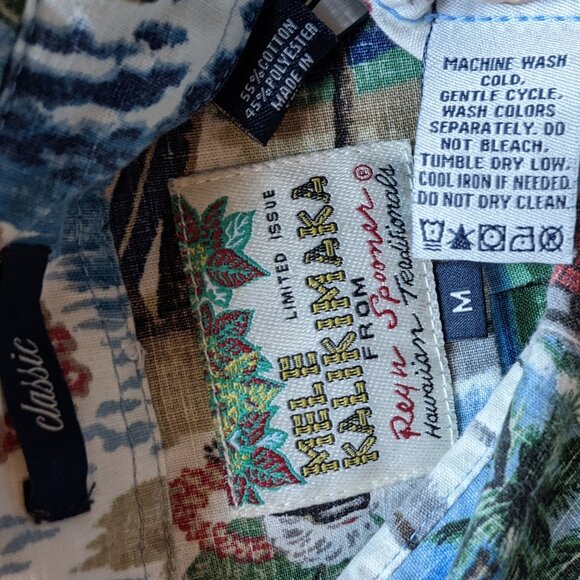 55% COTTON
45% POLYESTER
MADE IN
MACHINE WASH
COLD,
GENTLE CYCLE,
WASH COLORS
SEPARATELY. DO
NOT BLEACH.
TUMBLE DRY LOW.
COOL IRON IF NEEDED.
DO NOT DRY CLEAN.
LIMITED ISSUE
MELE
KALIKIMAKA
FROM
Reyn Spooner®
Hawaiian Traditionals
M
classic